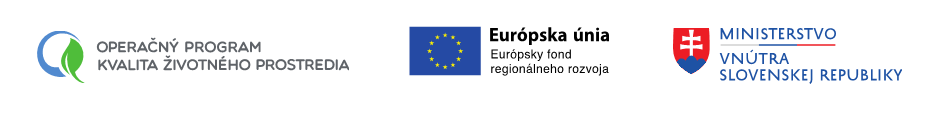 OPERAČNÝ PROGRAM
KVALITA ŽIVOTNÉHO PROSTREDIA
Európska únia
Európsky fond
regionálneho rozvoja
MINISTERSTVO
VNÚTRA
SLOVENSKEJ REPUBLIKY